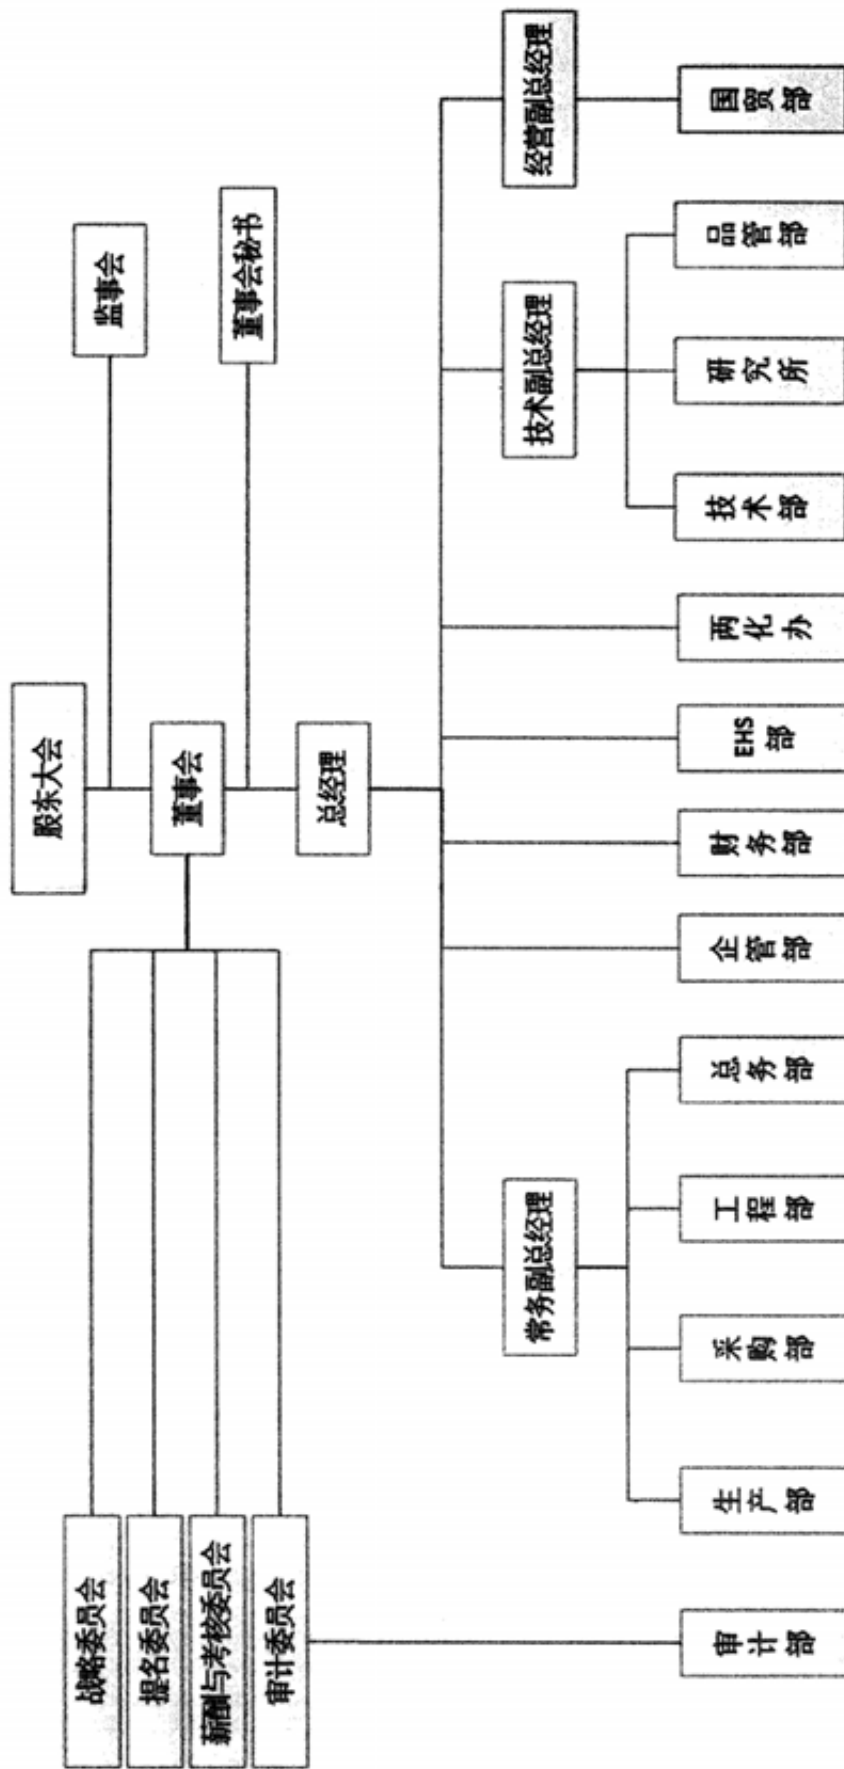 股东大会
监事会
董事会
董事会秘书
总经理
战略委员会
提名委员会
薪酬与考核委员会
审计委员会
常务副总经理
技术副总经理
经营副总经理
审计部
生产部
采购部
工程部
总务部
企管部
财务部
EHS
部
两化办
技术部
研究所
品管部
国贸部